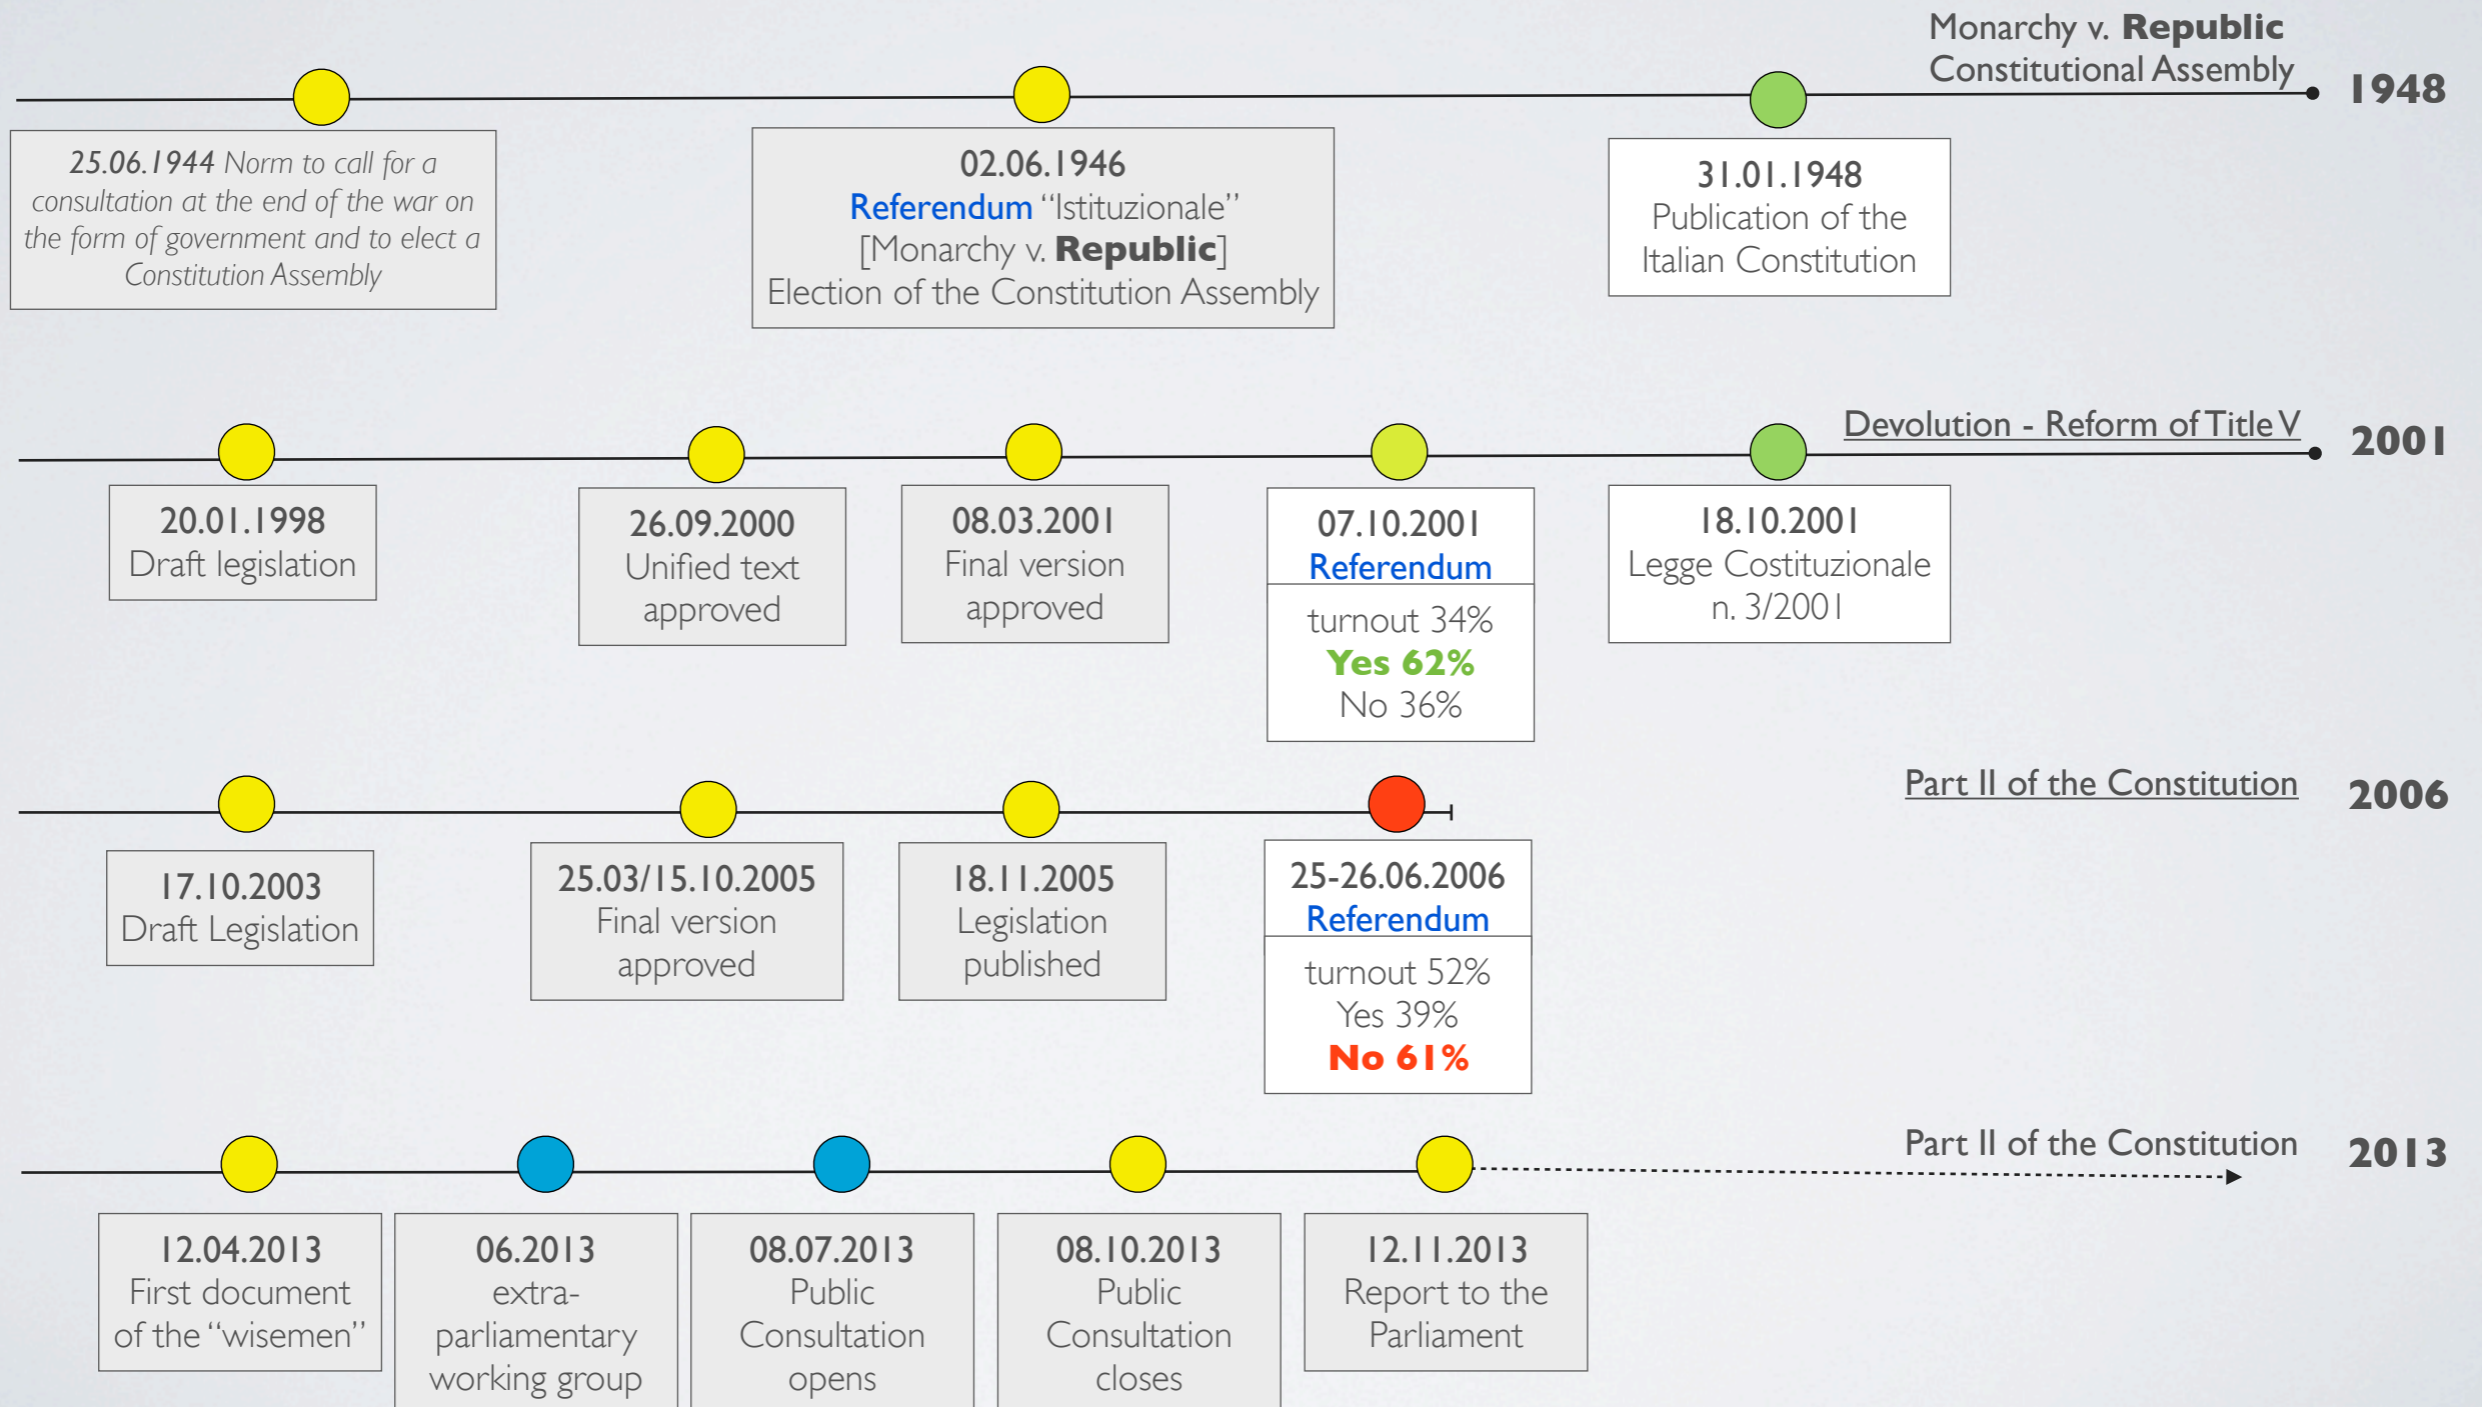 Monarchy v. Republic
Constitutional Assembly
1948
25.06.1944 Norm to call for a
consultation at the end of the war on
the form of government and to elect a
Constitution Assembly
02.06.1946
Referendum “Istituzionale”
[Monarchy v. Republic]
Election of the Constitution Assembly
31.01.1948
Publication of the
Italian Constitution
Devolution - Reform of Title V
2001
20.01.1998
Draft legislation
26.09.2000
Unified text
approved
08.03.2001
Final version
approved
07.10.2001
Referendum
turnout 34%
Yes 62%
No 36%
18.10.2001
Legge Costituzionale
n. 3/2001
Part II of the Constitution
2006
17.10.2003
Draft Legislation
25.03/15.10.2005
Final version
approved
18.11.2005
Legislation
published
25-26.06.2006
Referendum
turnout 52%
Yes 39%
No 61%
Part II of the Constitution
2013
12.04.2013
First document
of the “wisemen”
06.2013
extra-
parliamentary
working group
08.07.2013
Public
Consultation
opens
08.10.2013
Public
Consultation
closes
12.11.2013
Report to the
Parliament